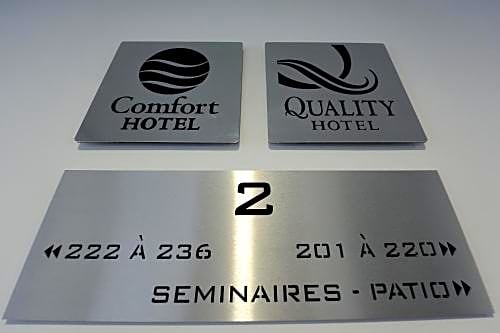 Comfort
HOTEL
QUALITY
HOTEL
2
◀◀222 À 236
201 À 220▶▶
SEMINAIRES - PATIO▶▶